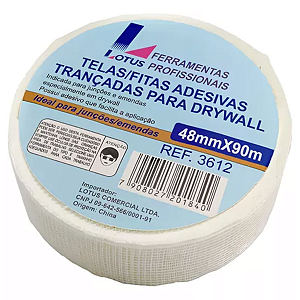 LOTUS
FERRAMENTAS
PROFISSIONAIS
TELAS/FITAS ADESIVAS
TRANÇADAS PARA DRYWALL
Indicada para junções e emendas
especialmente em drywall
Possui adesivo que facilita a aplicação
Ideal para junções/emendas
48mmX90m
REF. 3612
ATENÇÃO
7908027201840
Importador:
LOTUS COMERCIAL LTDA.
Origem: China